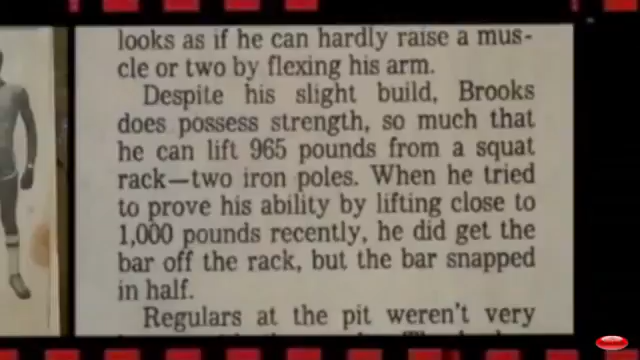 looks as if he can hardly raise a mus-
cle or two by flexing his arm.
Despite his slight build, Brooks
does possess strength, so much that
he can lift 965 pounds from a squat
rack—two iron poles. When he tried
to prove his ability by lifting close to
1,000 pounds recently, he did get the
bar off the rack, but the bar snapped
in half.
Regulars at the pit weren't very